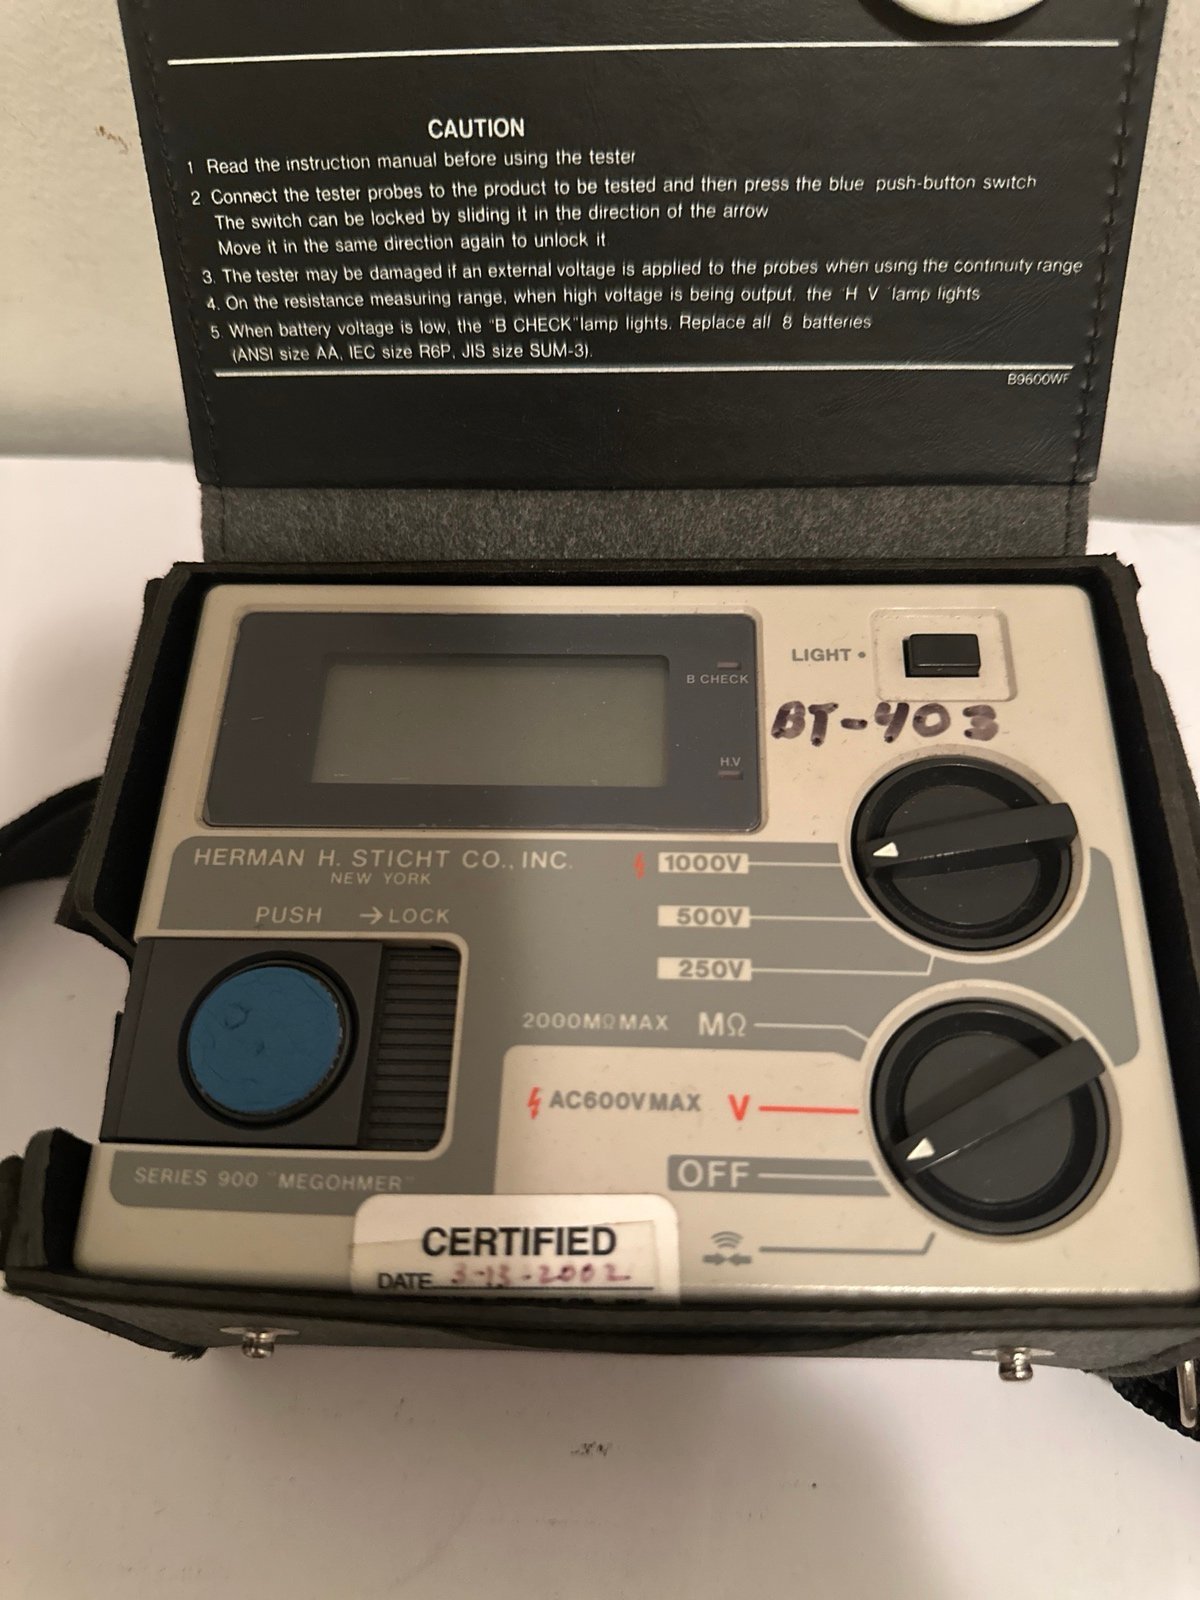 CAUTION
1 Read the instruction manual before using the tester
2 Connect the tester probes to the product to be tested and then press the blue push-button switch
The switch can be locked by sliding it in the direction of the arrow
Move it in the same direction again to unlock it
3. The tester may be damaged if an external voltage is applied to the probes when using the continuity range
4. On the resistance measuring range, when high voltage is being output, the "H V" lamp lights
5. When battery voltage is low, the "B CHECK" lamp lights. Replace all 8 batteries
(ANSI size AA, IEC size R6P, JIS size SUM-3).
B9600WF
LIGHT •
B CHECK
BT-403
H.V
HERMAN H. STICHT CO., INC.
NEW YORK
1000V
PUSH → LOCK
500V
250V
2000MΩ MAX MΩ
AC600V MAX V
OFF
SERIES 900 "MEGOHMER"
CERTIFIED
DATE 3-13-2002